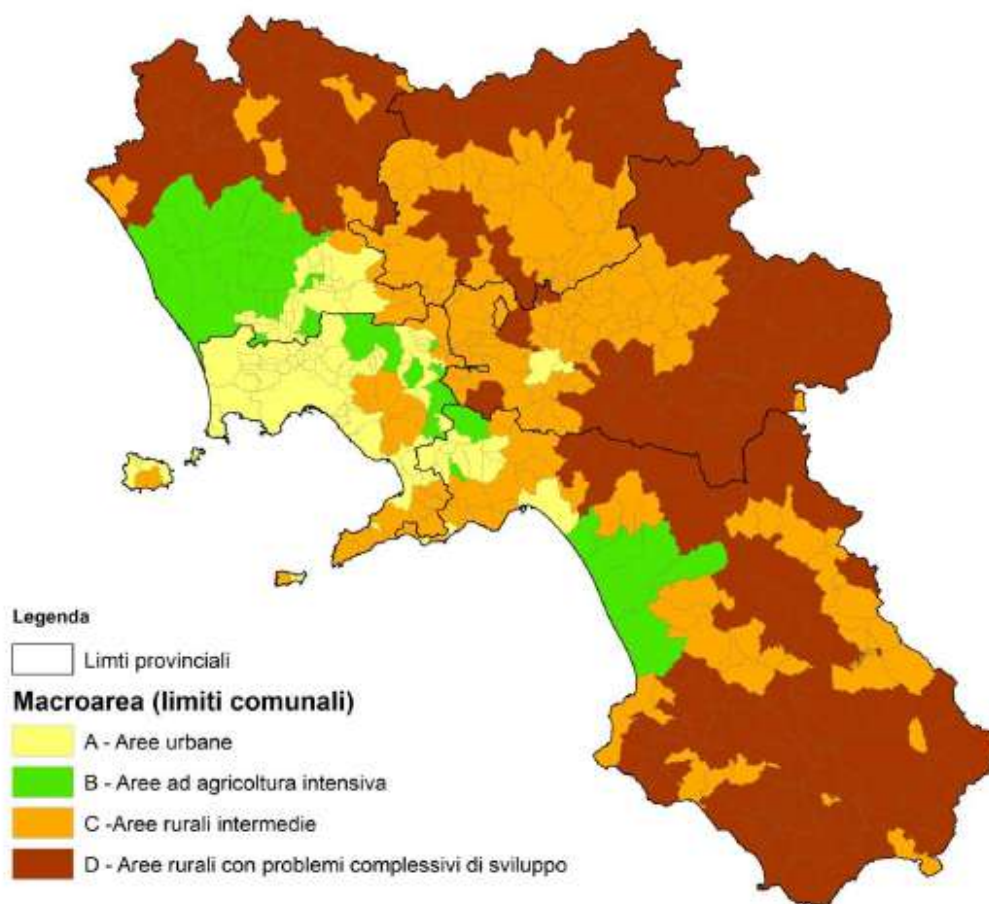 Legenda
Limti provinciali
Macroarea (limiti comunali)
A - Aree urbane
B - Aree ad agricoltura intensiva
C -Aree rurali intermedie
D - Aree rurali con problemi complessivi di sviluppo